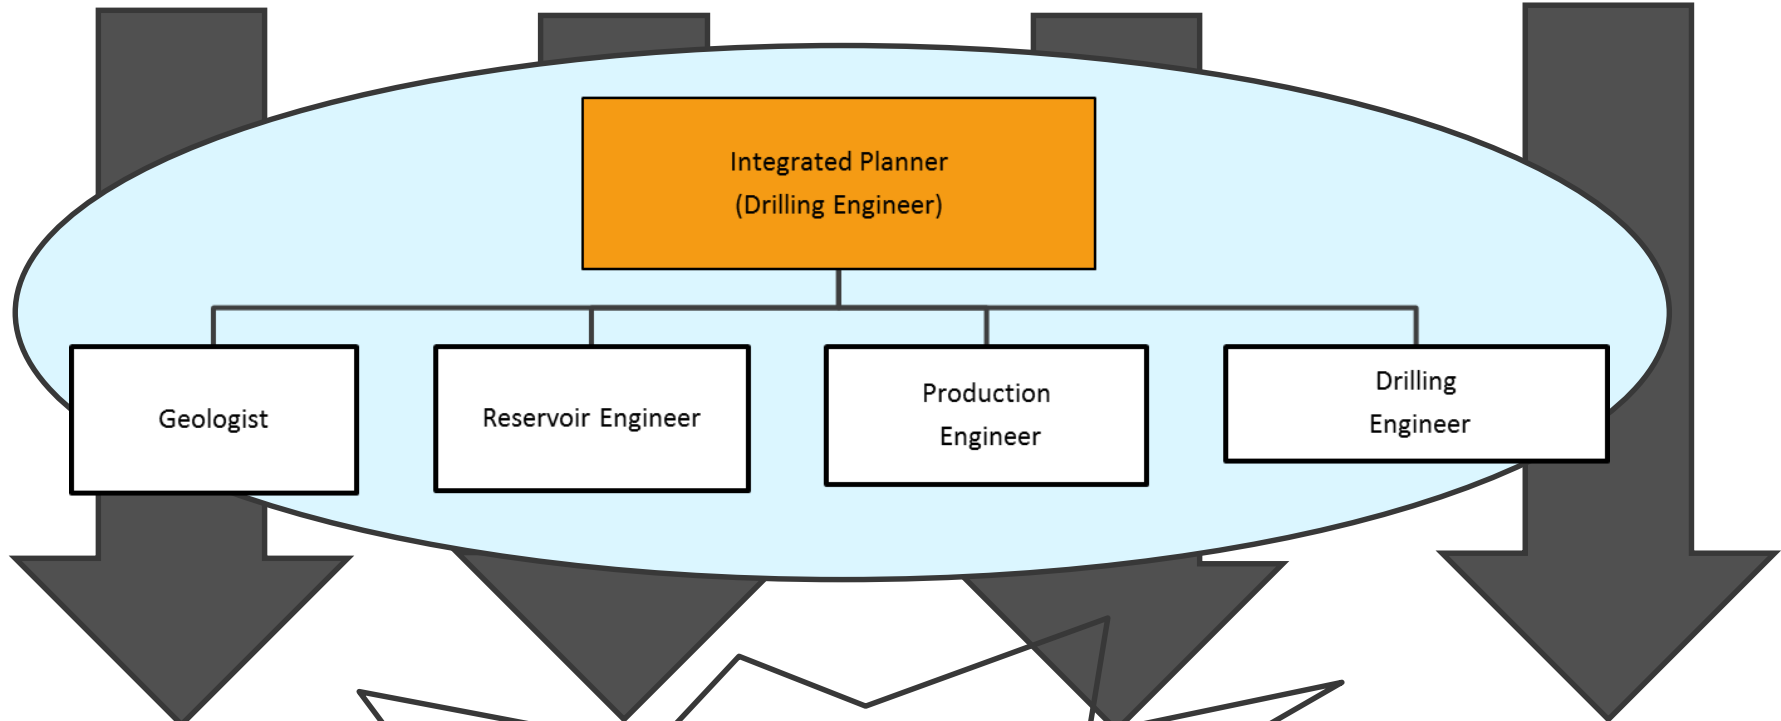 Integrated Planner
(Drilling Engineer)
Geologist
Reservoir Engineer
Production
Engineer
Drilling
Engineer